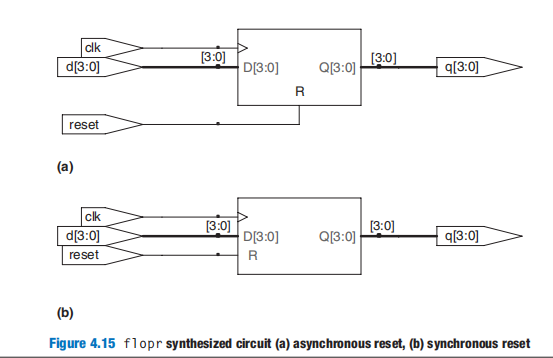 clk
[3:0]
[3:0]
d[3:0]
D[3:0]
Q[3:0]
q[3:0]
R
reset
(a)
clk
[3:0]
[3:0]
d[3:0]
D[3:0]
Q[3:0]
q[3:0]
reset
R
(b)
Figure 4.15 flopr synthesized circuit (a) asynchronous reset, (b) synchronous reset